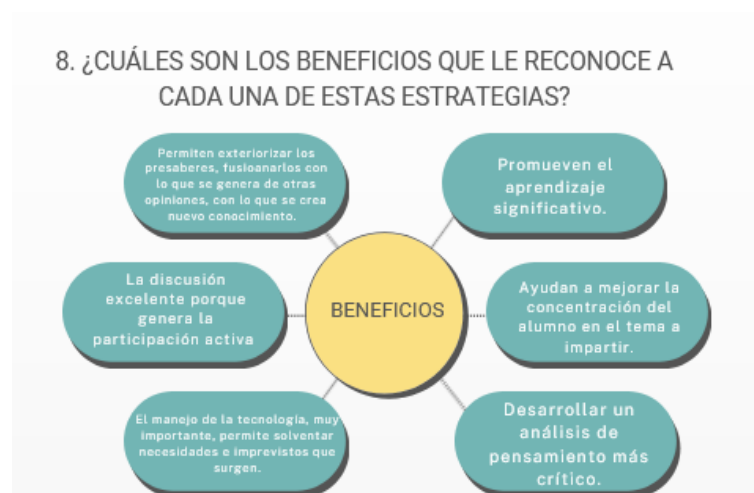 8. ¿CUÁLES SON LOS BENEFICIOS QUE LE RECONOCE A
CADA UNA DE ESTAS ESTRATEGIAS?
Permiten exteriorizar los
presaberes, fusioanarlos con
lo que se genera de otras
opiniones, con lo que se crea
nuevo conocimiento.
Promueven el
aprendizaje
significativo.
La discusión
excelente porque
genera la
participación activa
BENEFICIOS
Ayudan a mejorar la
concentración del
alumno en el tema a
impartir.
El manejo de la tecnología, muy
importante, permite solventar
necesidades e imprevistos que
surgen.
Desarrollar un
análisis de
pensamiento más
crítico.